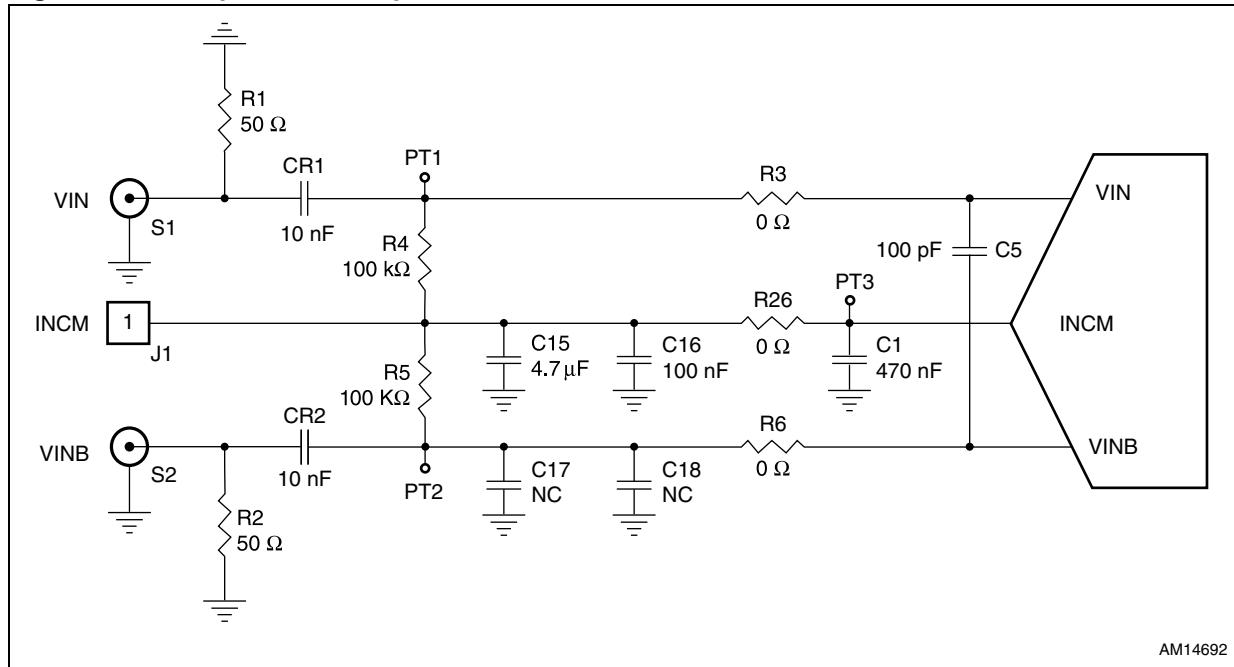 R1
50 Ω
CR1
PT1
R3
VIN
VIN
S1
10 nF
0 Ω
R4
100 kΩ
100 pF
C5
PT3
R26
INCM
1
INCM
J1
C15
4.7 µF
C16
100 nF
0 Ω
C1
470 nF
R5
100 KΩ
CR2
R6
VINB
VINB
S2
10 nF
PT2
C17
NC
C18
NC
0 Ω
R2
50 Ω
AM14692